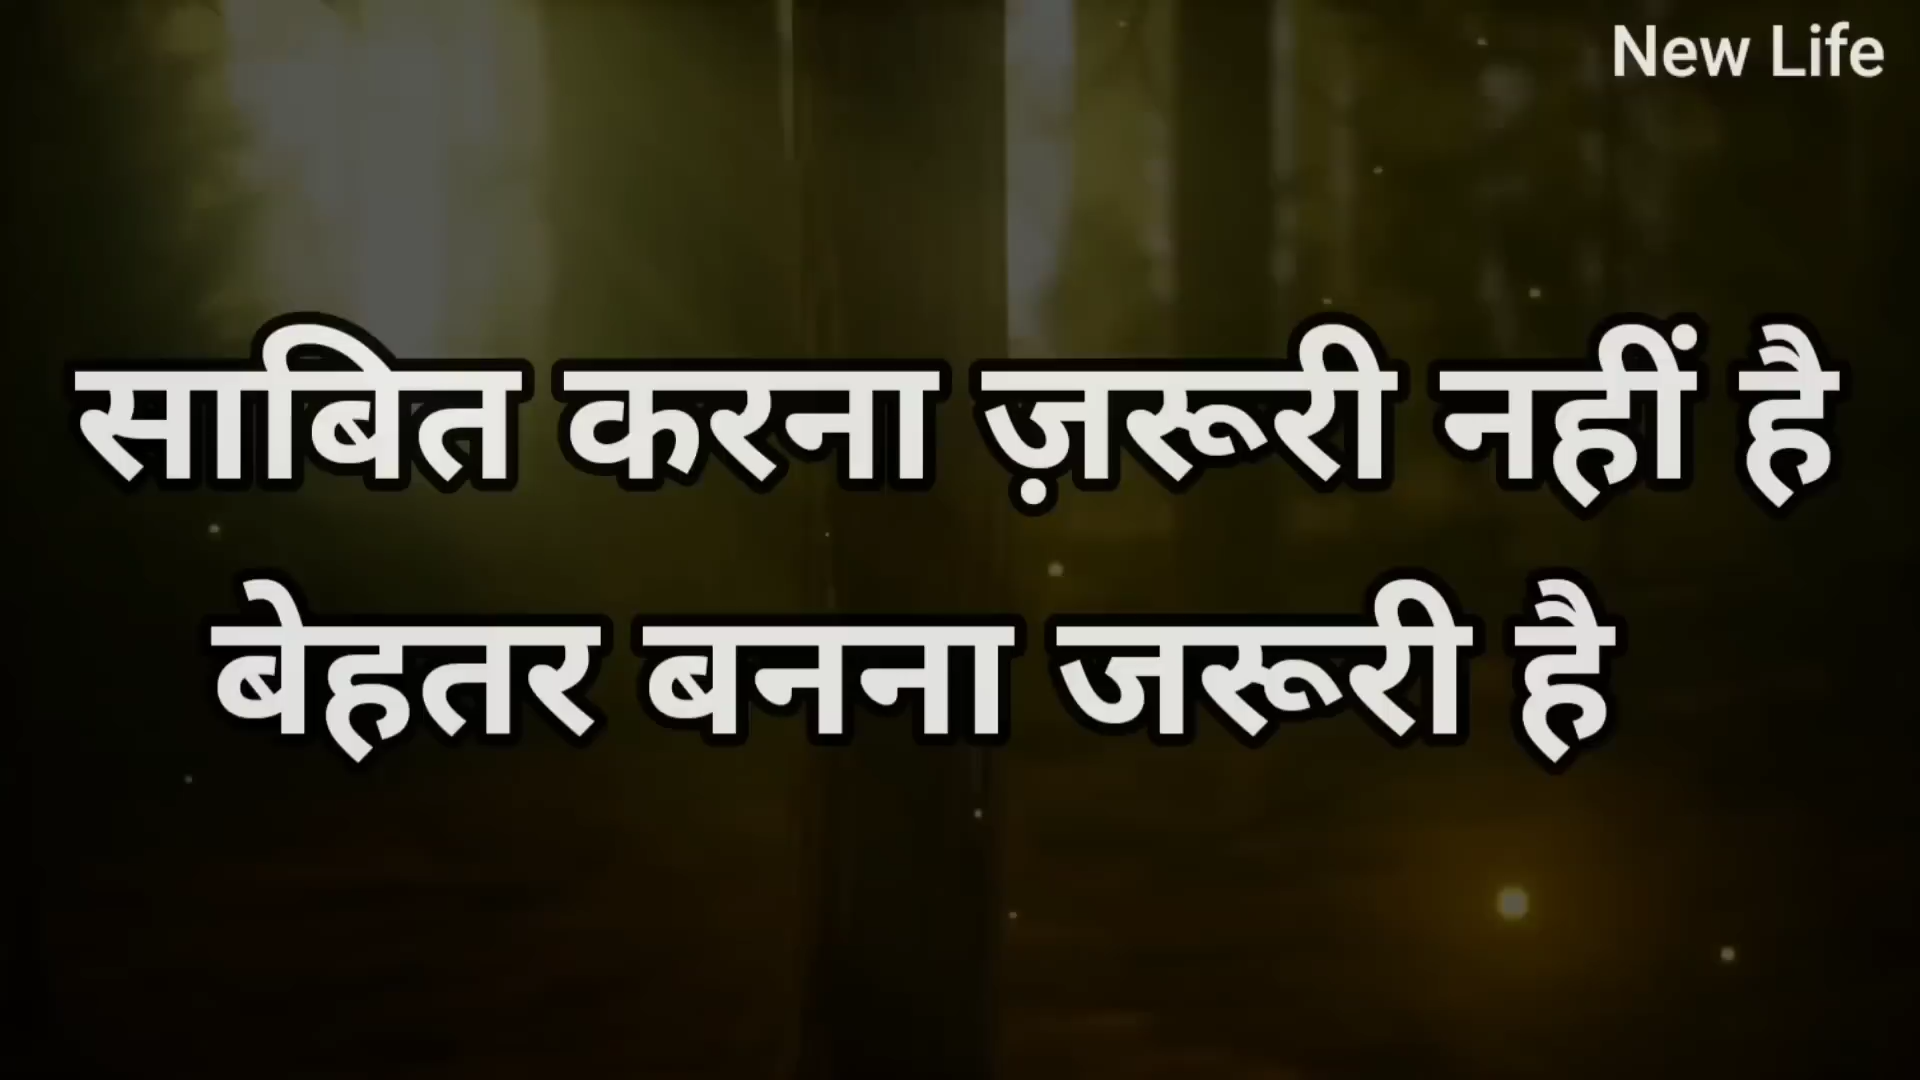 New Life
साबित करना ज़रूरी नहीं है
बेहतर बनना जरूरी है